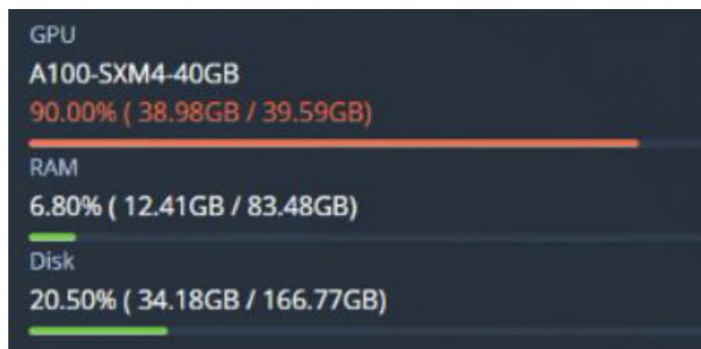 GPU
A100-SXM4-40GB
90.00% ( 38.98GB / 39.59GB)
RAM
6.80% ( 12.41GB / 83.48GB)
Disk
20.50% ( 34.18GB / 166.77GB)